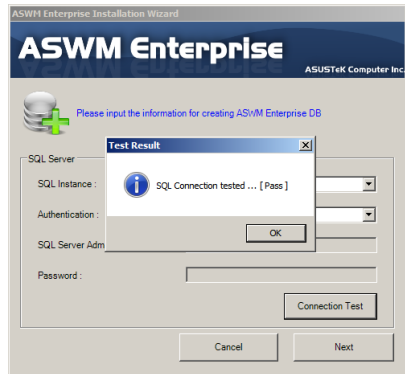 ASWM Enterprise Installation Wizard
ASWM Enterprise
ASUSTeK Computer Inc.
Please input the information for creating ASWM Enterprise DB
Test Result
SQL Server
SQL Instance :
SQL Connection tested ... [ Pass ]
Authentication :
OK
SQL Server Adm
Password :
Connection Test
Cancel
Next